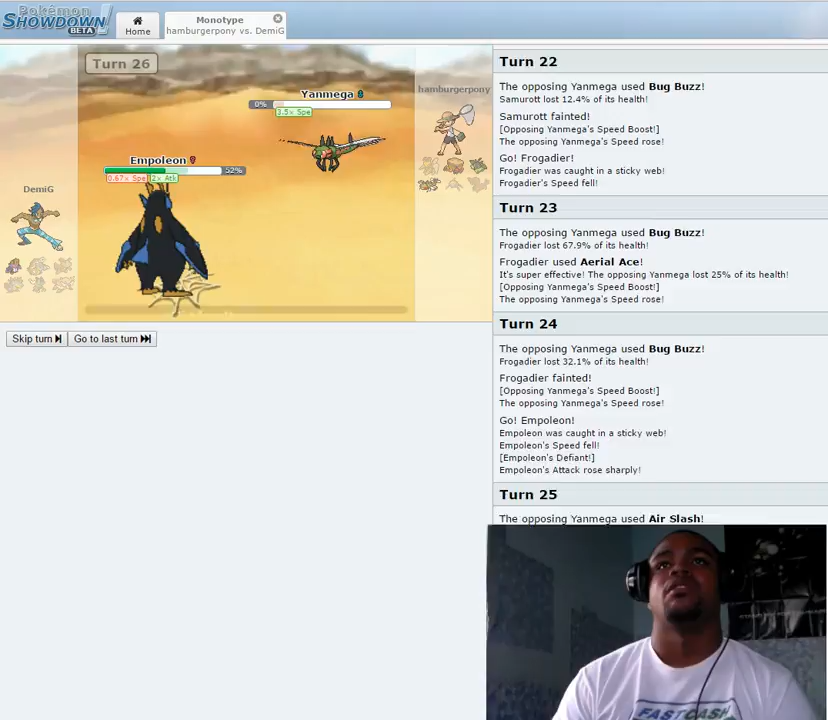 Pokémon
SHOWDOWN!
BETA
Home
Monotype
hamburgerpony vs. DemiG
Turn 26
Yanmega
0%
3.5× Spe
Empoleon
52%
0.67× Spe 2× Atk
DemiG
hamburgerpony
Skip turn
Go to last turn
Turn 22
The opposing Yanmega used Bug Buzz!
Samurott lost 12.4% of its health!
Samurott fainted!
[Opposing Yanmega's Speed Boost!]
The opposing Yanmega's Speed rose!
Go! Frogadier!
Frogadier was caught in a sticky web!
Frogadier's Speed fell!
Turn 23
The opposing Yanmega used Bug Buzz!
Frogadier lost 67.9% of its health!
Frogadier used Aerial Ace!
It's super effective! The opposing Yanmega lost 25% of its health!
[Opposing Yanmega's Speed Boost!]
The opposing Yanmega's Speed rose!
Turn 24
The opposing Yanmega used Bug Buzz!
Frogadier lost 32.1% of its health!
Frogadier fainted!
[Opposing Yanmega's Speed Boost!]
The opposing Yanmega's Speed rose!
Go! Empoleon!
Empoleon was caught in a sticky web!
Empoleon's Speed fell!
[Empoleon's Defiant!]
Empoleon's Attack rose sharply!
Turn 25
The opposing Yanmega used Air Slash!
FASTCASH